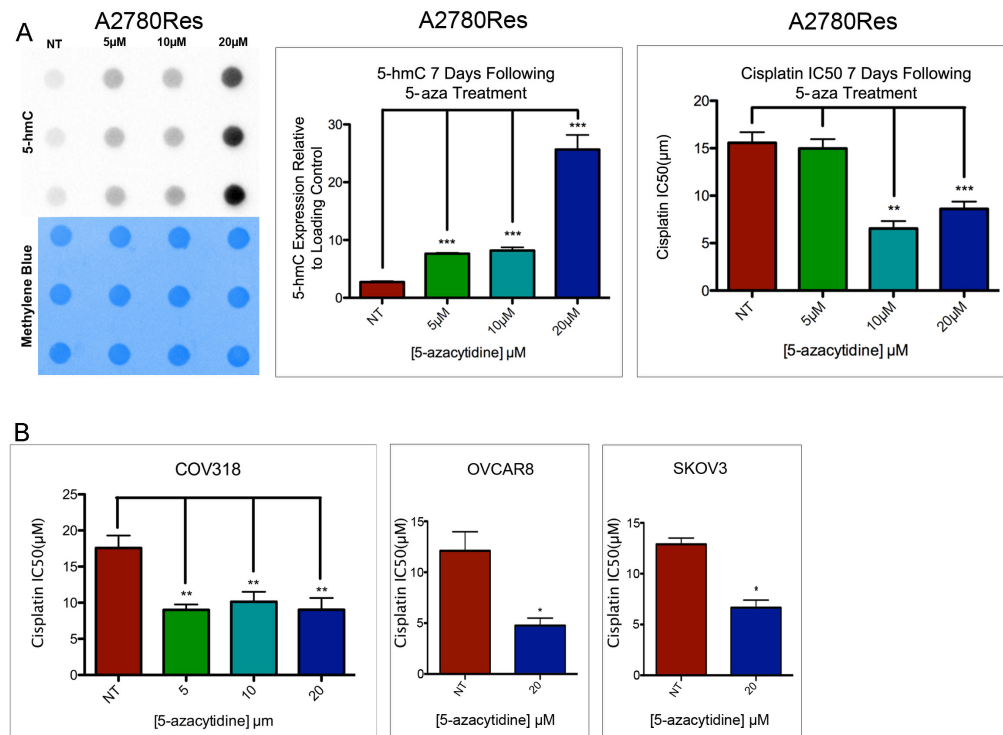 A
A2780Res
NT 5µM 10µM 20µM
5-hmC
Methylene Blue
A2780Res
5-hmC 7 Days Following
5-aza Treatment
5-hmC Expression Relative
to Loading Control
30
20
10
0
***
***
***
NT 5µM 10µM 20µM
[5-azacytidine] µM
A2780Res
Cisplatin IC50 7 Days Following
5-aza Treatment
Cisplatin IC50(µm)
20
15
10
5
0
**
***
NT 5µM 10µM 20µM
[5-azacytidine] µM
B
COV318
Cisplatin IC50(µM)
25
20
15
10
5
0
**
**
**
NT 5 10 20
[5-azacytidine] µm
OVCAR8
Cisplatin IC50(µM)
15
10
5
0
*
NT 20
[5-azacytidine] µM
SKOV3
Cisplatin IC50(µM)
15
10
5
0
*
NT 20
[5-azacytidine] µM